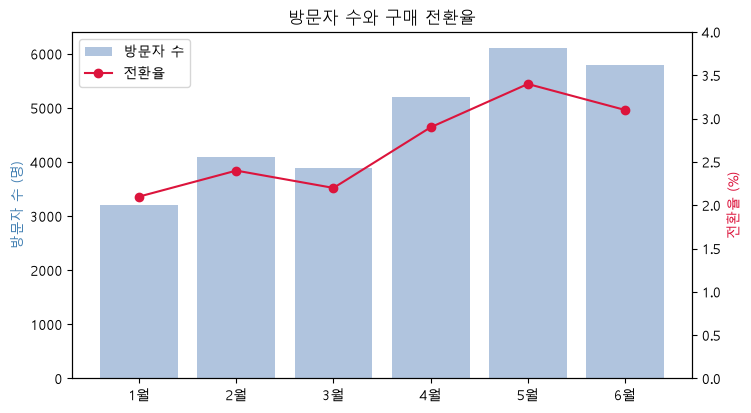 방문자 수와 구매 전환율
방문자 수
전환율
방문자 수 (명)
6000
5000
4000
3000
2000
1000
0
4.0
3.5
3.0
2.5
2.0
1.5
1.0
0.5
0.0
전환율 (%)
1월
2월
3월
4월
5월
6월